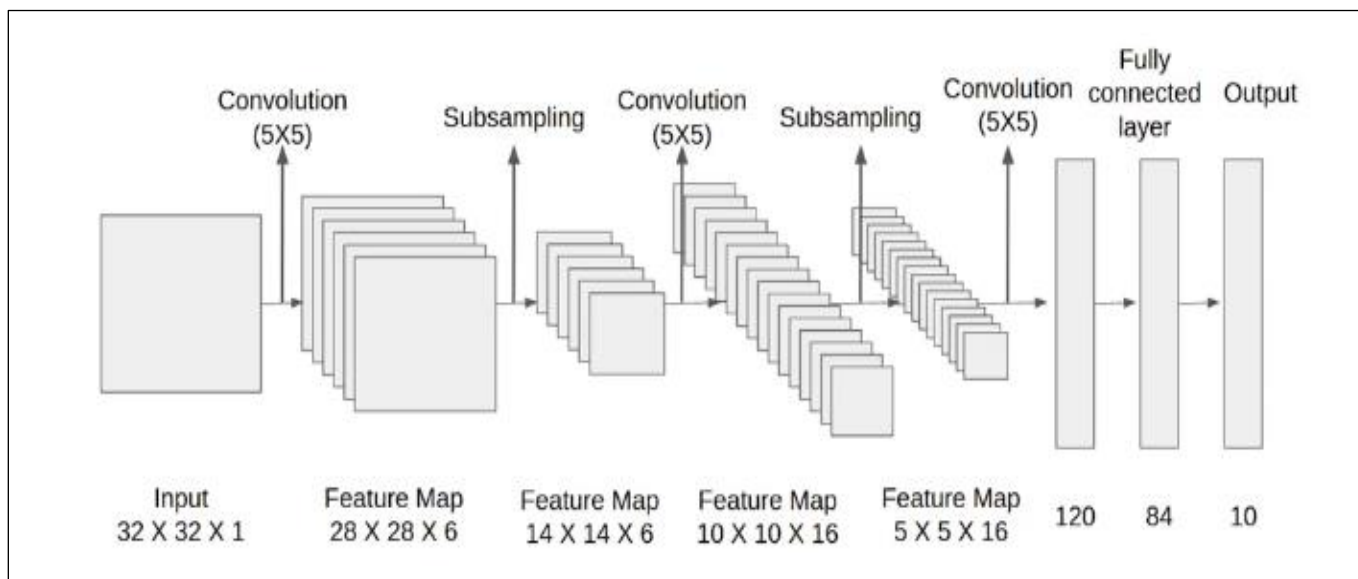 Convolution
(5X5)
Subsampling
Convolution
(5X5)
Subsampling
Convolution
(5X5)
Fully
connected
layer
Output
Input
32 X 32 X 1
Feature Map
28 X 28 X 6
Feature Map
14 X 14 X 6
Feature Map
10 X 10 X 16
Feature Map
5 X 5 X 16
120
84
10